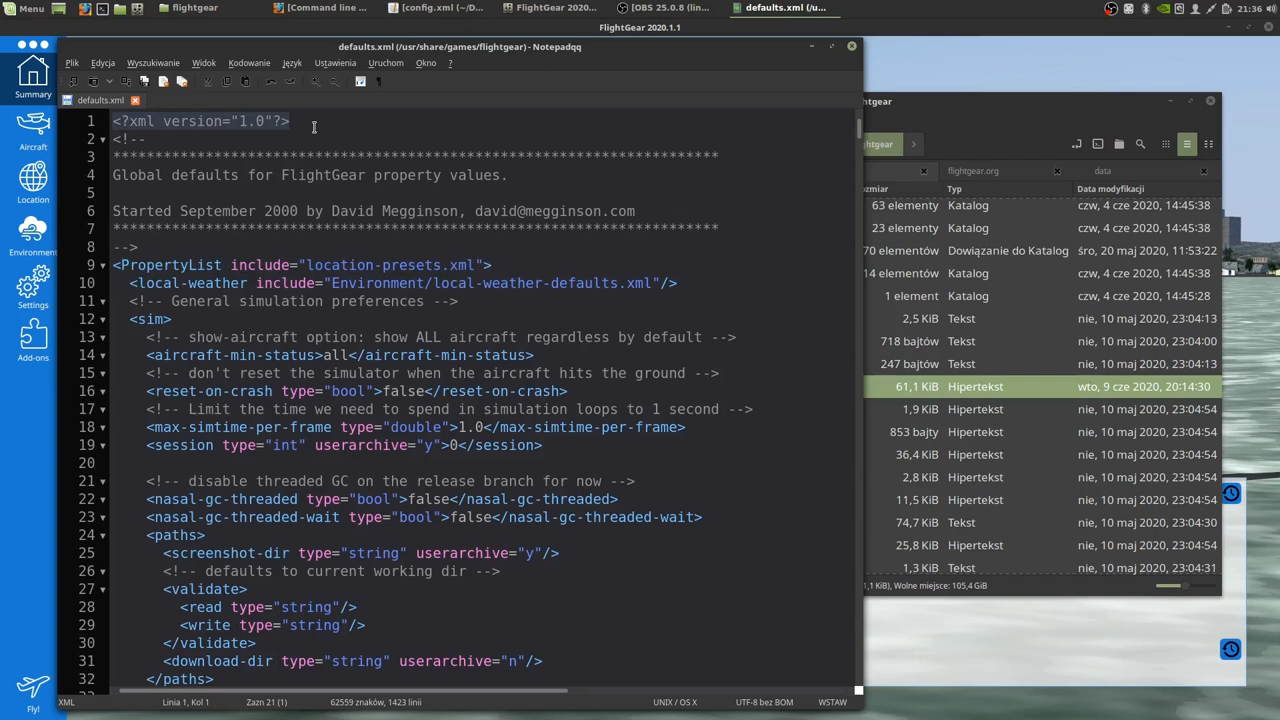 Menu
flightgear
[Command line ...
[config.xml (~/D...
FlightGear 2020....
[OBS 25.0.8 (lin...
defaults.xml (/u...
21:36
FlightGear 2020.1.1
defaults.xml (/usr/share/games/flightgear) - Notepadqq
Plik Edycja Wyszukiwanie Widok Kodowanie Język Ustawienia Uruchom Okno ?
defaults.xml
1 <?xml version="1.0"?>
2 <!--
3 ************************************************************************
4 Global defaults for FlightGear property values.
5
6 Started September 2000 by David Megginson, david@megginson.com
7 ************************************************************************
8 -->
9 <PropertyList include="location-presets.xml">
10 <local-weather include="Environment/local-weather-defaults.xml"/>
11 <!-- General simulation preferences -->
12 <sim>
13 <!-- show-aircraft option: show ALL aircraft regardless by default -->
14 <aircraft-min-status>all</aircraft-min-status>
15 <!-- don't reset the simulator when the aircraft hits the ground -->
16 <reset-on-crash type="bool">false</reset-on-crash>
17 <!-- Limit the time we need to spend in simulation loops to 1 second -->
18 <max-simtime-per-frame type="double">1.0</max-simtime-per-frame>
19 <session type="int" userarchive="y">0</session>
20
21 <!-- disable threaded GC on the release branch for now -->
22 <nasal-gc-threaded type="bool">false</nasal-gc-threaded>
23 <nasal-gc-threaded-wait type="bool">false</nasal-gc-threaded-wait>
24 <paths>
25 <screenshot-dir type="string" userarchive="y"/>
26 <!-- defaults to current working dir -->
27 <validate>
28 <read type="string"/>
29 <write type="string"/>
30 </validate>
31 <download-dir type="string" userarchive="n"/>
32 </paths>
XML
Linia 1, Kol 1
Zazn 21 (1)
62559 znaków, 1423 linii
UNIX / OS X
UTF-8 bez BOM
WSTAW
Summary
Aircraft
Location
Environment
Settings
Add-ons
Fly!
htgear
ghtgear
flightgear.org
data
ozmiar Typ Data modyfikacji
63 elementy Katalog czw, 4 cze 2020, 14:45:38
23 elementy Katalog czw, 4 cze 2020, 14:45:38
70 elementów Dowiązanie do Katalog śro, 20 maj 2020, 11:53:22
14 elementów Katalog czw, 4 cze 2020, 14:45:38
1 element Katalog czw, 4 cze 2020, 14:45:28
2,5 KiB Tekst nie, 10 maj 2020, 23:04:13
718 bajtów Tekst nie, 10 maj 2020, 23:04:00
247 bajtów Tekst nie, 10 maj 2020, 23:04:13
61,1 KiB Hipertekst wto, 9 cze 2020, 20:14:30
1,9 KiB Hipertekst nie, 10 maj 2020, 23:04:54
853 bajty Hipertekst nie, 10 maj 2020, 23:04:54
36,4 KiB Hipertekst nie, 10 maj 2020, 23:04:54
2,8 KiB Hipertekst nie, 10 maj 2020, 23:04:54
11,5 KiB Hipertekst nie, 10 maj 2020, 23:04:54
74,7 KiB Tekst nie, 10 maj 2020, 23:04:30
25,8 KiB Hipertekst nie, 10 maj 2020, 23:04:54
1,3 KiB Tekst nie, 10 maj 2020, 23:04:31
,1 KiB), Wolne miejsce: 105,4 GiB